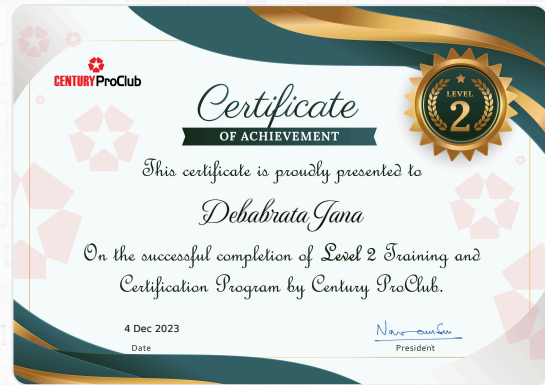 CENTURY ProClub
LEVEL
2
Certificate
OF ACHIEVEMENT
This certificate is proudly presented to
Debabrata Jana
On the successful completion of Level 2 Training and
Certification Program by Century ProClub.
4 Dec 2023
Date
President